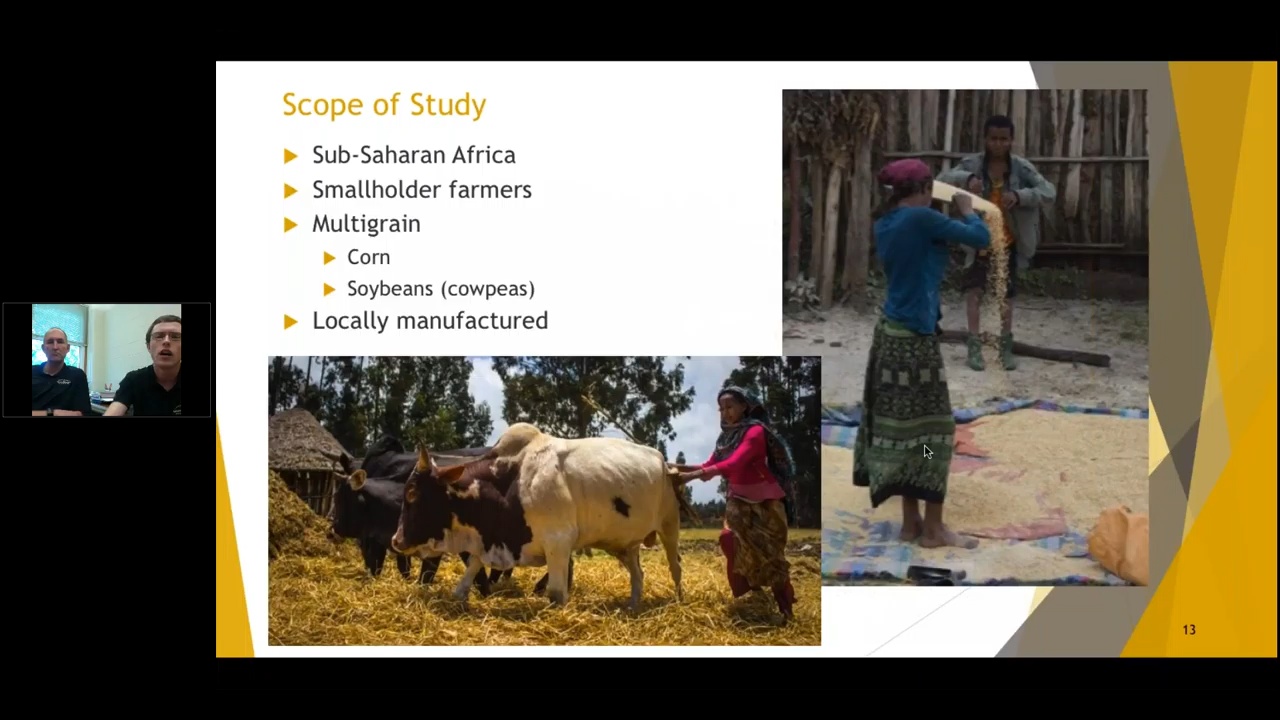 Scope of Study
Sub-Saharan Africa
Smallholder farmers
Multigrain
Corn
Soybeans (cowpeas)
Locally manufactured
13